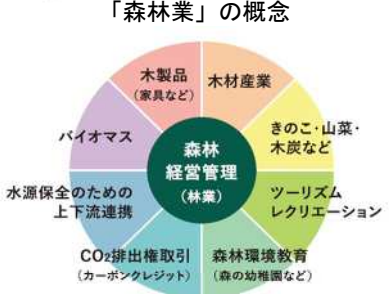 「森林業」の概念
木製品
（家具など）
木材産業
きのこ・山菜・
木炭など
ツーリズム
レクリエーション
森林環境教育
（森の幼稚園など）
CO₂排出権取引
（カーボンクレジット）
水源保全のための
上下流連携
バイオマス
森林
経営管理
（林業）